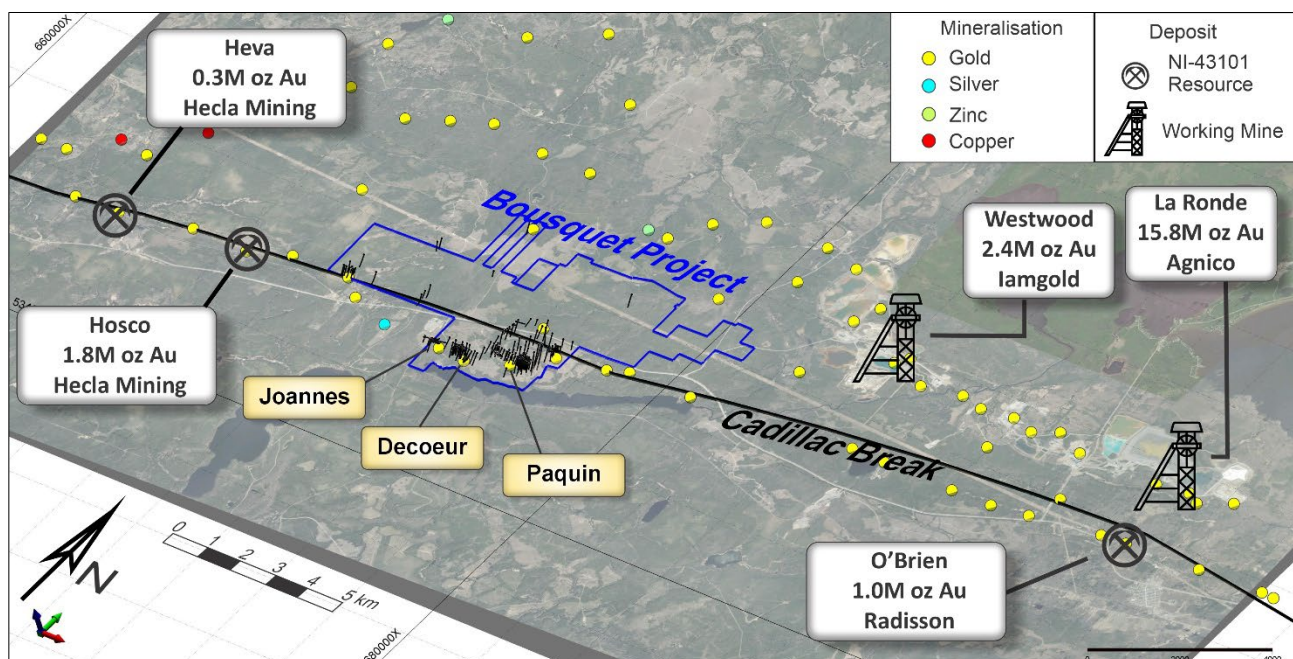 660000X
Heva
0.3M oz Au
Hecla Mining
Mineralisation
Gold
Silver
Zinc
Copper
Deposit
NI-43101
Resource
Working Mine
Bousquet Project
Westwood
2.4M oz Au
Iamgold
La Ronde
15.8M oz Au
Agnico
Hosco
1.8M oz Au
Hecla Mining
Joannes
Decoeur
Paquin
Cadillac Break
O'Brien
1.0M oz Au
Radisson
0 1 2 3 4 5 km
N
680000X